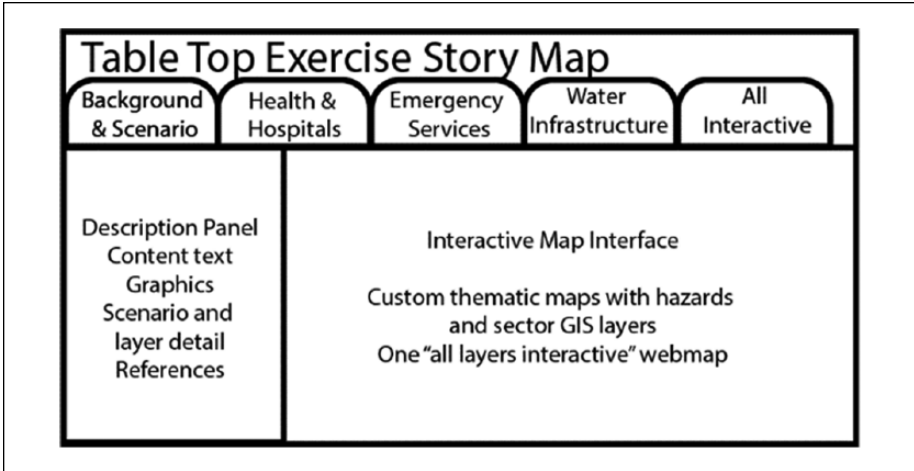 Table Top Exercise Story Map
Background
& Scenario
Health &
Hospitals
Emergency
Services
Water
Infrastructure
All
Interactive
Description Panel
Content text
Graphics
Scenario and
layer detail
References
Interactive Map Interface
Custom thematic maps with hazards
and sector GIS layers
One “all layers interactive” webmap